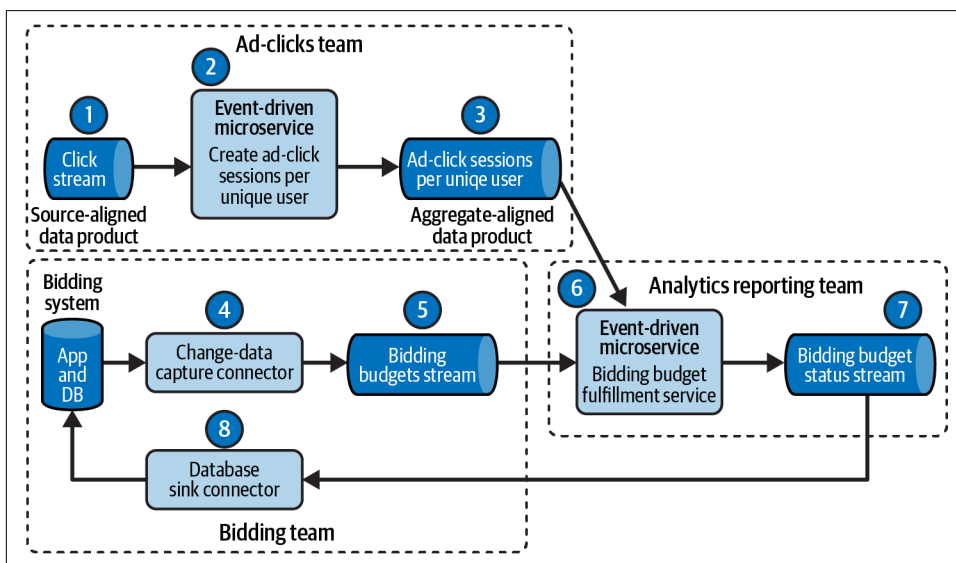 Ad-clicks team
1
Click
stream
Source-aligned
data product
2
Event-driven
microservice
Create ad-click
sessions per
unique user
3
Ad-click sessions
per uniqe user
Aggregate-aligned
data product
Bidding
system
App
and
DB
4
Change-data
capture connector
5
Bidding
budgets stream
8
Database
sink connector
Bidding team
Analytics reporting team
6
Event-driven
microservice
Bidding budget
fulfillment service
7
Bidding budget
status stream